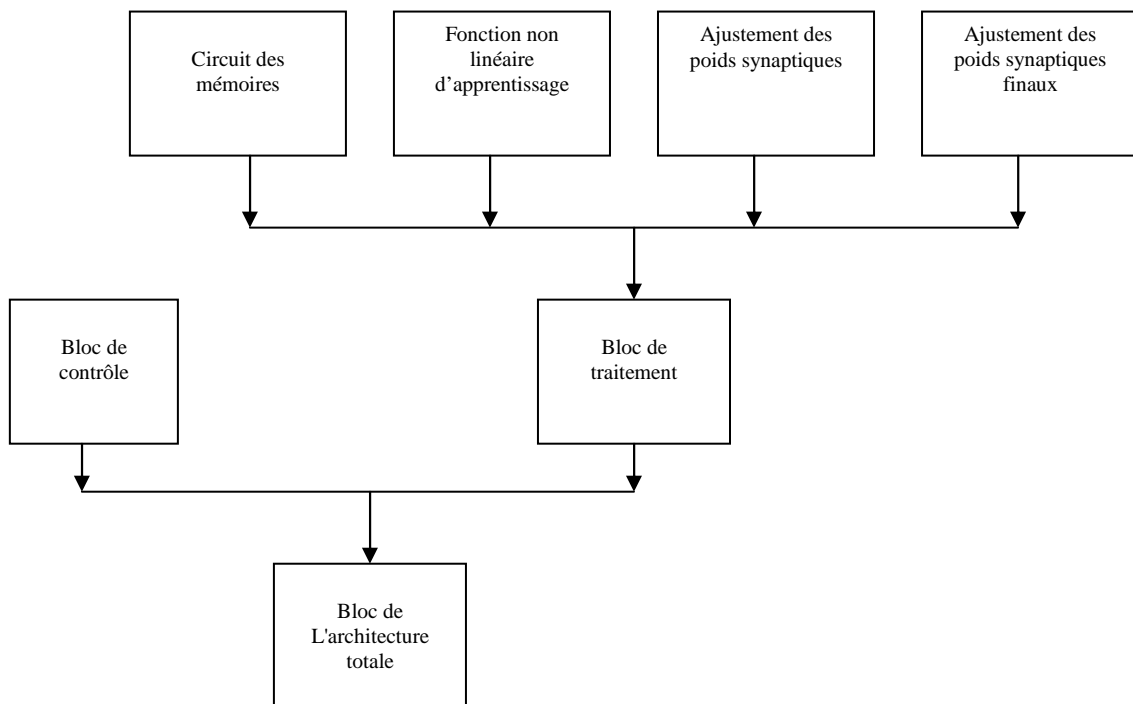 Circuit des
mémoires
Fonction non
linéaire
d’apprentissage
Ajustement des
poids synaptiques
Ajustement des
poids synaptiques
finaux
Bloc de
contrôle
Bloc de
traitement
Bloc de
L'architecture
totale